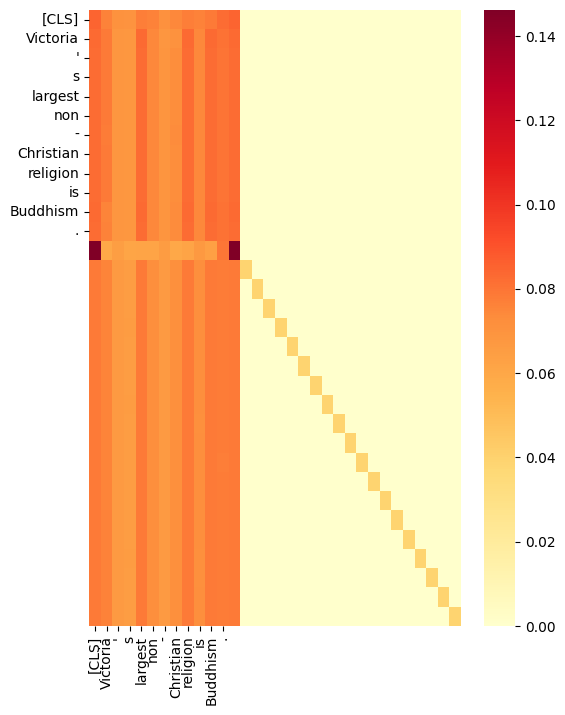 [CLS]
Victoria
'
s
largest
non
-
Christian
religion
is
Buddhism
.
0.14
0.12
0.10
0.08
0.06
0.04
0.02
0.00
[CLS]
Victoria
'
s
largest
non
-
Christian
religion
is
Buddhism
.